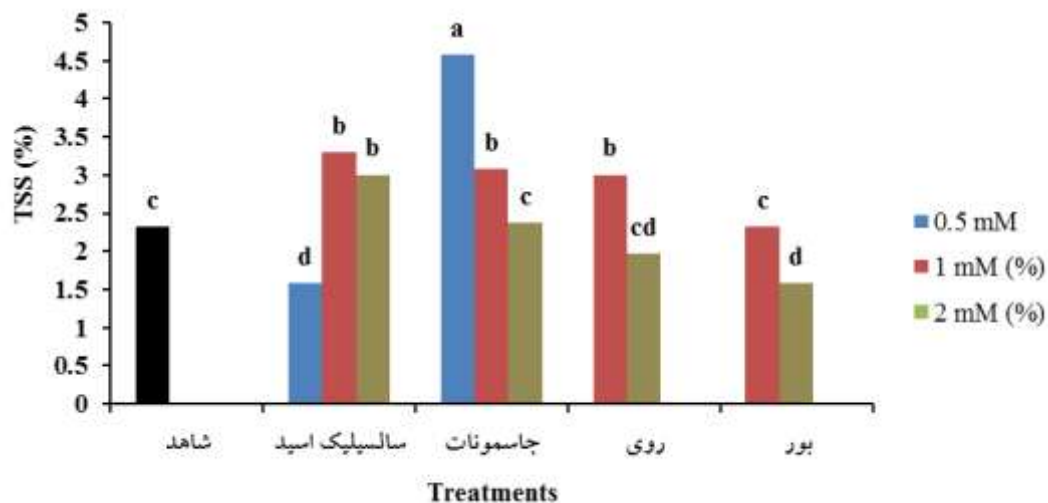 5
4.5
4
3.5
3
2.5
2
1.5
1
0.5
0
TSS (%)
c
d
b
b
a
b
c
b
cd
c
d
شاهد
سالسیلیک اسید
جاسمونات
روی
بور
Treatments
0.5 mM
1 mM (%)
2 mM (%)